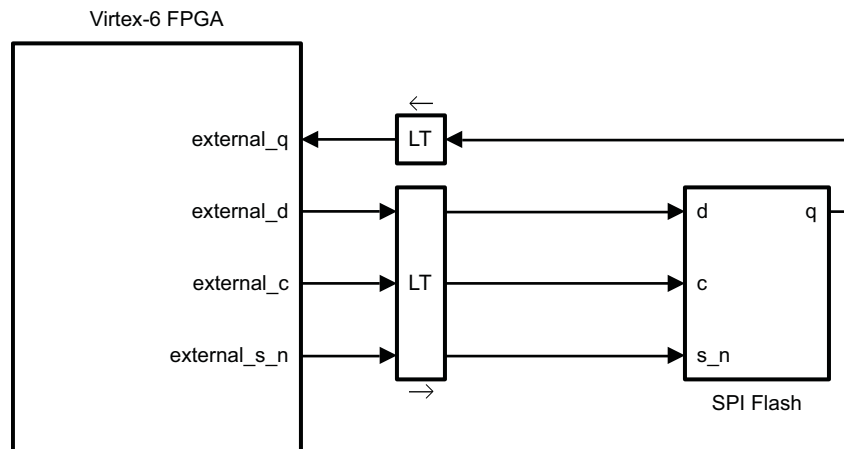 Virtex-6 FPGA
external_q
LT
external_d
d
q
external_c
LT
c
external_s_n
s_n
SPI Flash